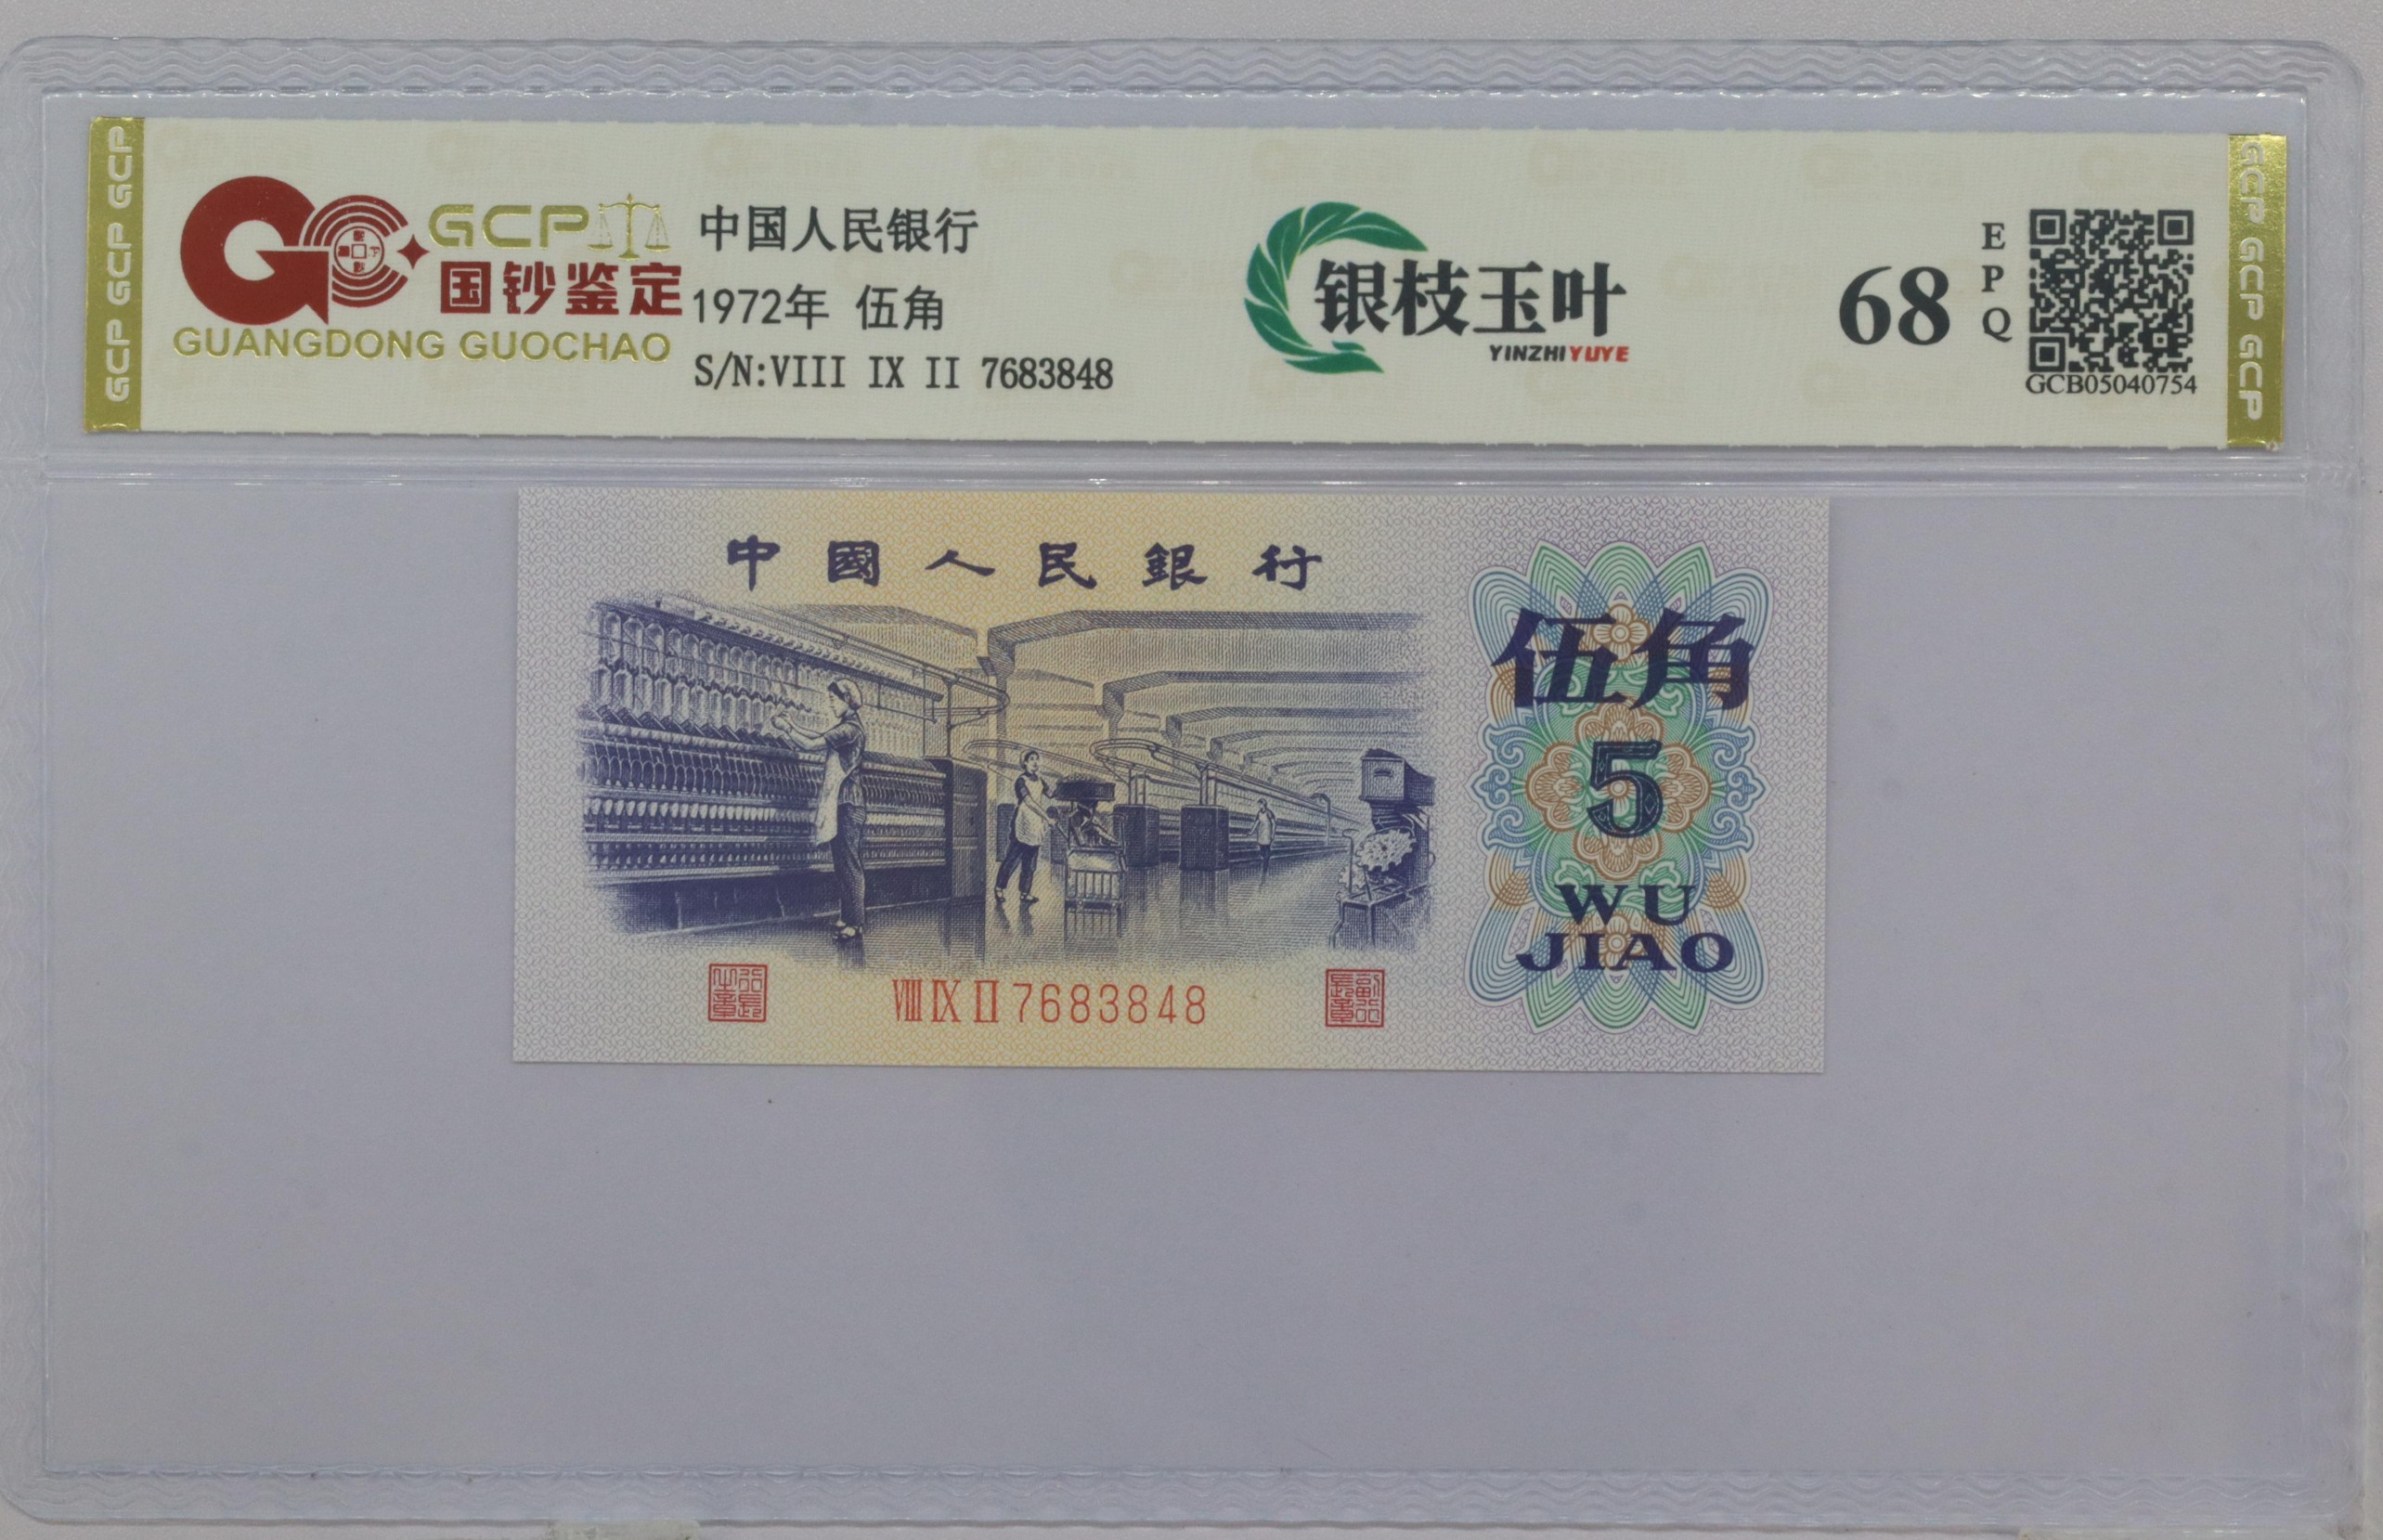 GCP GCP GCP
GCP
国钞鉴定
GUANGDONG GUOCHAO
中国人民银行
1972年 伍角
S/N:VIII IX II 7683848
银枝玉叶
YINZHIYUYE
68
EPQ
GCB05040754
GCP GCP GCP
中國人民銀行
伍角
5
WU
JIAO
VIII IX II 7683848